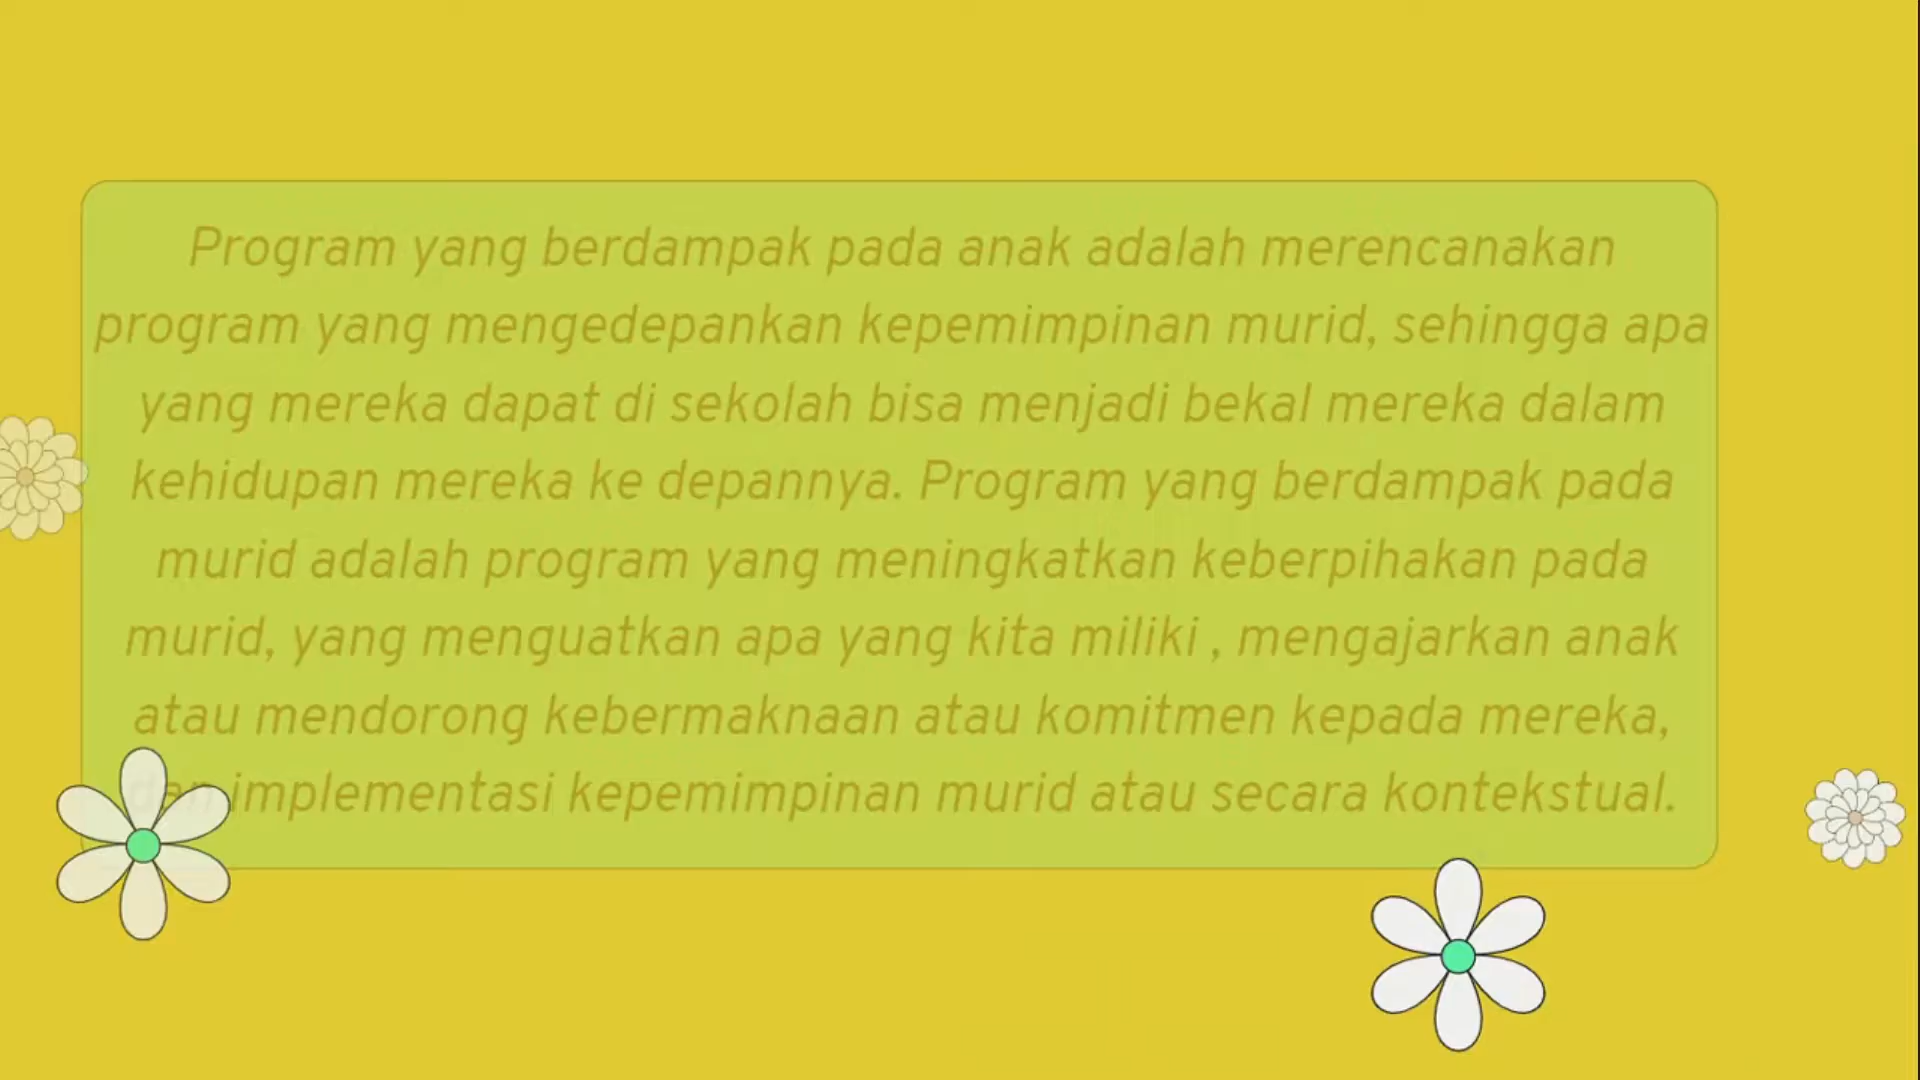 Program yang berdampak pada anak adalah merencanakan
program yang mengedepankan kepemimpinan murid, sehingga apa
yang mereka dapat di sekolah bisa menjadi bekal mereka dalam
kehidupan mereka ke depannya. Program yang berdampak pada
murid adalah program yang meningkatkan keberpihakan pada
murid, yang menguatkan apa yang kita miliki , mengajarkan anak
atau mendorong kebermaknaan atau komitmen kepada mereka,
dan implementasi kepemimpinan murid atau secara kontekstual.